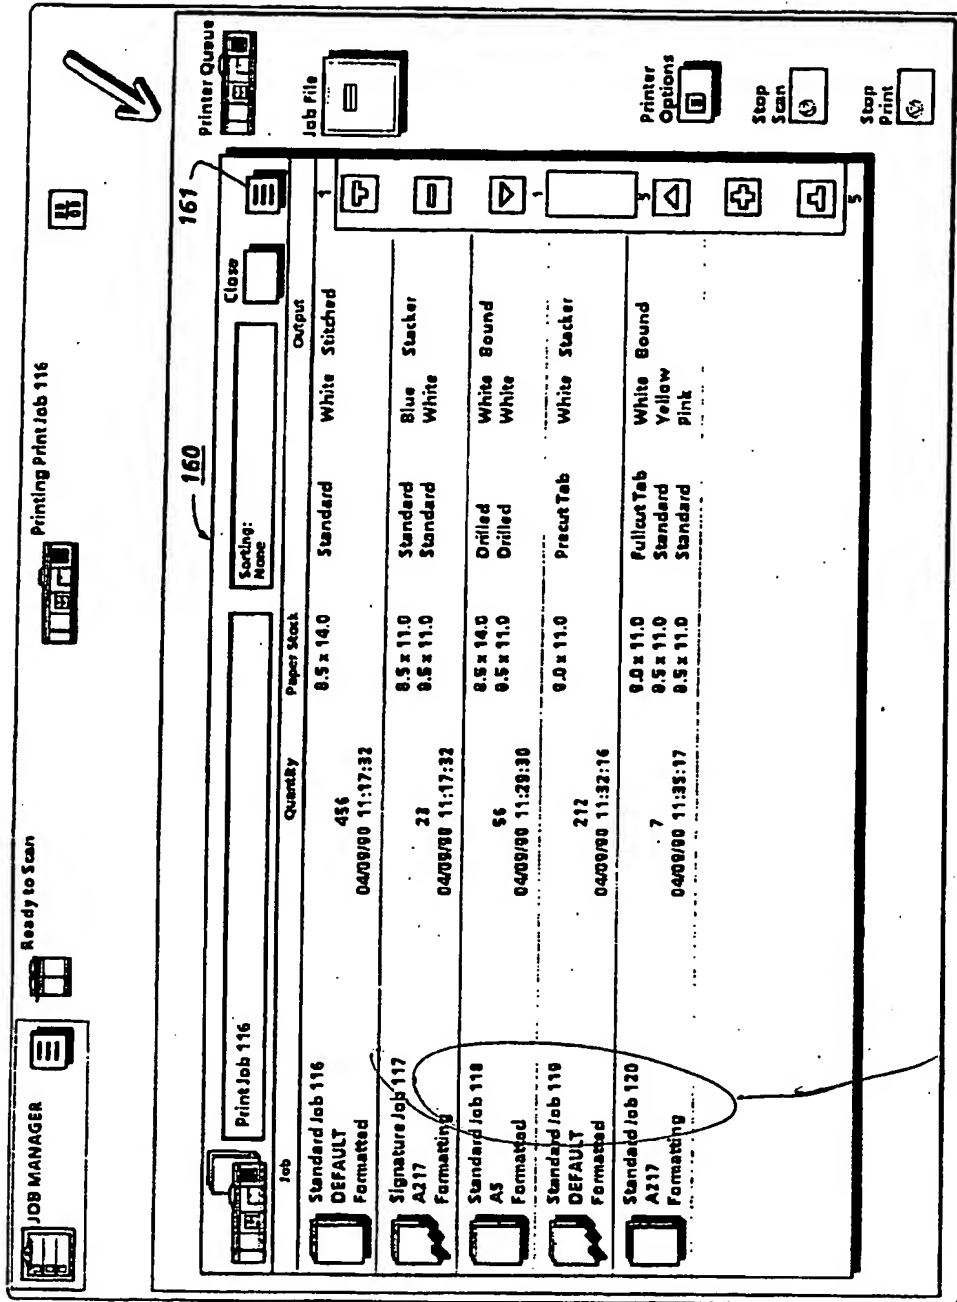 JOB MANAGER
Ready to Scan
Printing Print Job 116
160
161
Print Job 116
Sorting:
None
Close
Job Quantity Paper Stock Output
Standard Job 116 456 8.5 x 14.0 Standard White Stitched
DEFAULT 04/09/90 11:17:32
Formatted
Signature Job 117 23 8.5 x 11.0 Standard Blue Stacker
A217 04/09/90 11:17:32 8.5 x 11.0 Standard White
Formatting
Standard Job 118 56 8.5 x 14.0 Drilled White Bound
A5 04/09/90 11:29:30 8.5 x 11.0 Drilled White
Formatted
Standard Job 119 212 9.0 x 11.0 Precut Tab White Stacker
DEFAULT 04/09/90 11:32:16
Formatted
Standard Job 120 7 9.0 x 11.0 Fullcut Tab White Bound
A217 04/09/90 11:35:17 8.5 x 11.0 Standard Yellow
Formatting 8.5 x 11.0 Standard Pink
1
1
5
5
Printer Queue
Job File
Printer
Options
Stop
Scan
Stop
Print